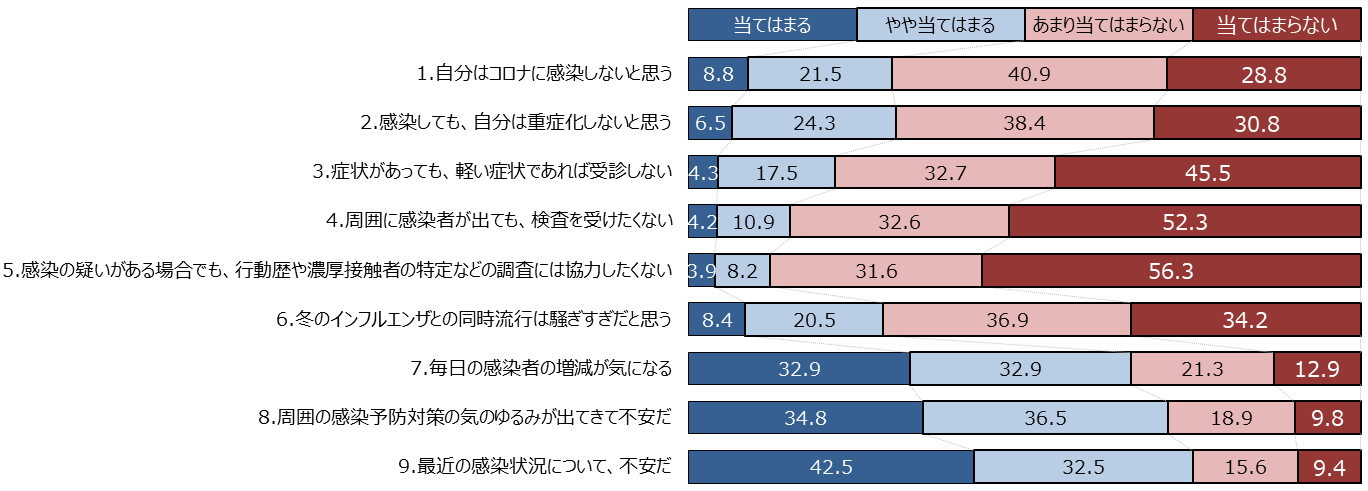 当てはまる やや当てはまる あまり当てはまらない 当てはまらない
1.自分はコロナに感染しないと思う 8.8 21.5 40.9 28.8
2.感染しても、自分は重症化しないと思う 6.5 24.3 38.4 30.8
3.症状があっても、軽い症状であれば受診しない 4.3 17.5 32.7 45.5
4.周囲に感染者が出ても、検査を受けたくない 4.2 10.9 32.6 52.3
5.感染の疑いがある場合でも、行動歴や濃厚接触者の特定などの調査には協力したくない 3.9 8.2 31.6 56.3
6.冬のインフルエンザとの同時流行は騒ぎすぎだと思う 8.4 20.5 36.9 34.2
7.毎日の感染者の増減が気になる 32.9 32.9 21.3 12.9
8.周囲の感染予防対策の気のゆるみが出てきて不安だ 34.8 36.5 18.9 9.8
9.最近の感染状況について、不安だ 42.5 32.5 15.6 9.4